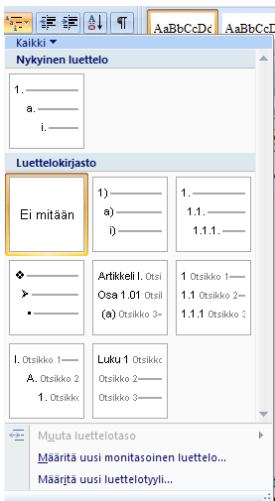 AaBbCcDd AaBbCcD
Kaikki
Nykyinen luettelo
1.
a.
i.
Luettelokirjasto
Ei mitään
1)
a)
i)
1.
1.1.
1.1.1.
Artikkeli I. Otsi
Osa 1.01 Otsil
(a) Otsikko 3
1 Otsikko 1
1.1 Otsikko 2
1.1.1 Otsikko 3
I. Otsikko 1
A. Otsikko 2
1. Otsikko
Luku 1 Otsikko
Otsikko 2
Otsikko 3
Muuta luettelotaso
Määritä uusi monitasoinen luettelo...
Määritä uusi luettelotyyli...